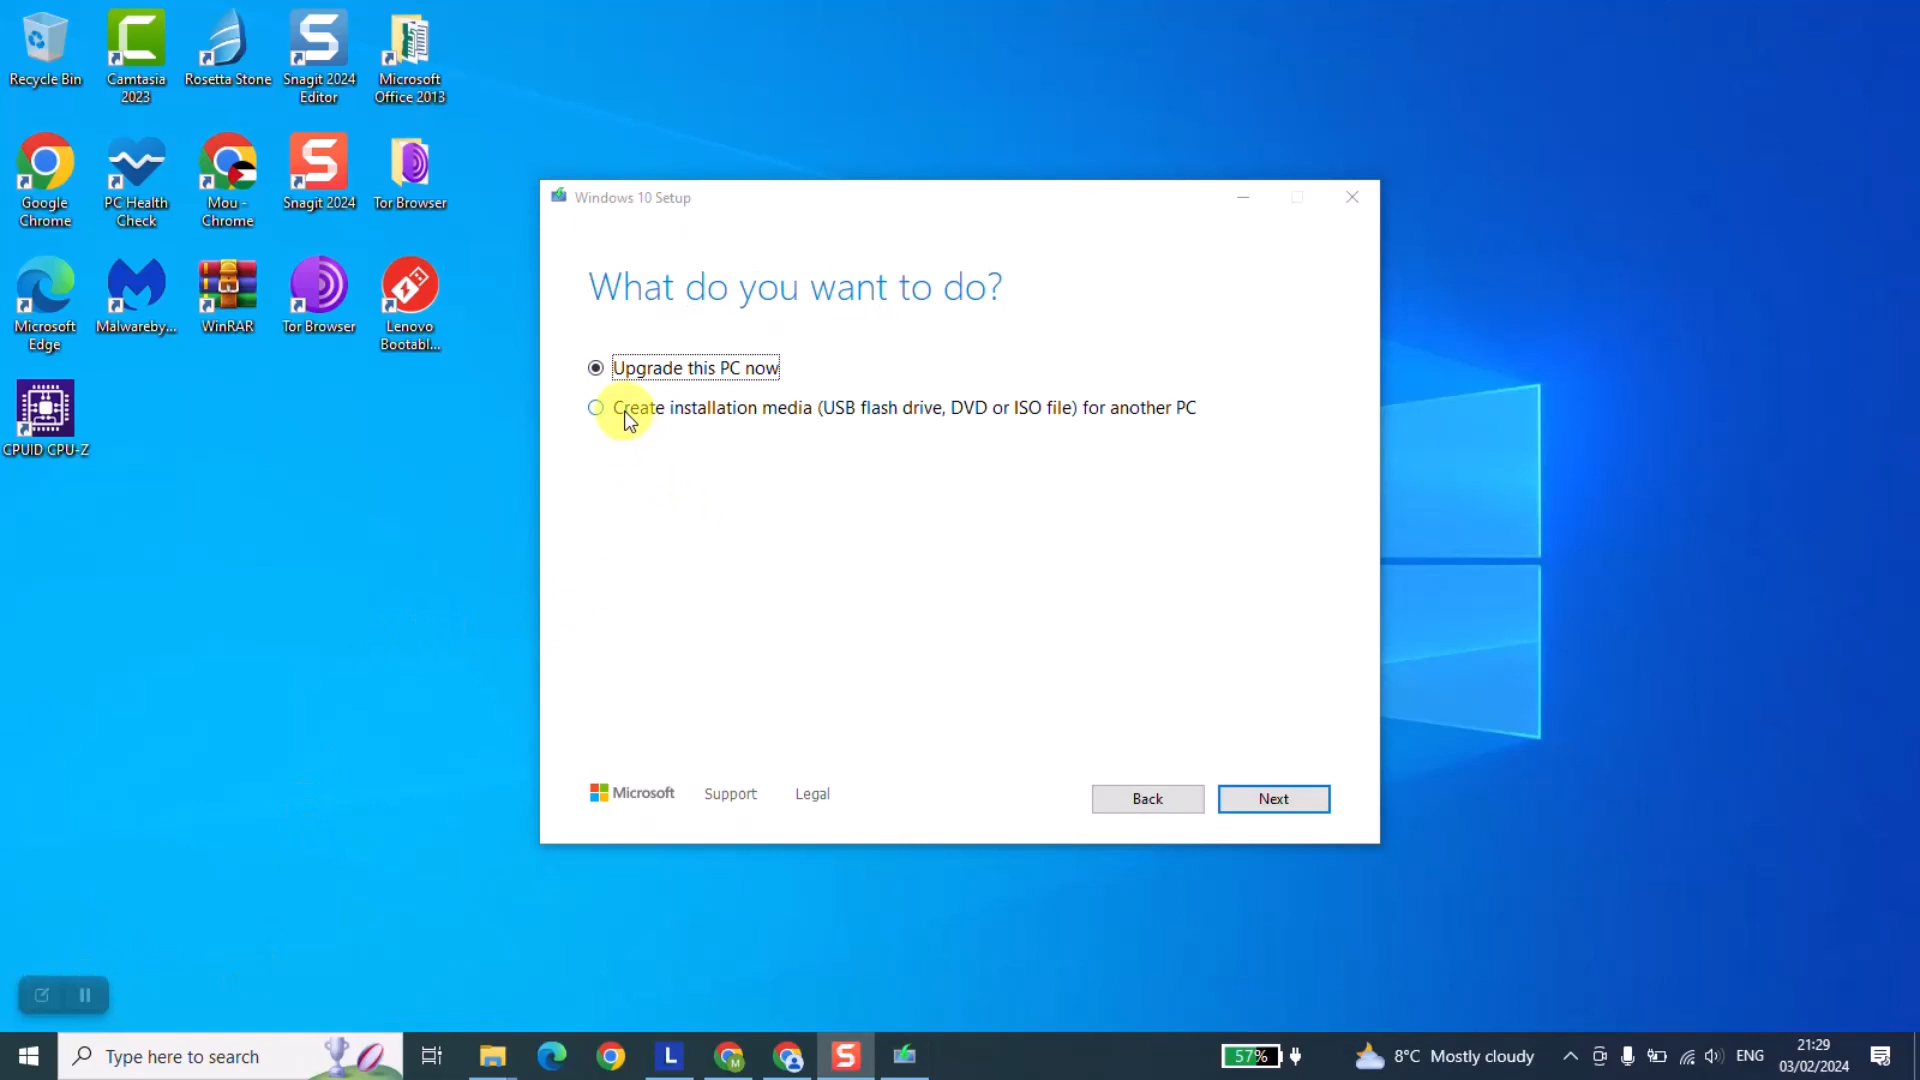 Recycle Bin
Camtasia
2023
Rosetta Stone
Snagit 2024
Editor
Microsoft
Office 2013
Google
Chrome
PC Health
Check
Mou -
Chrome
Snagit 2024
Tor Browser
Microsoft
Edge
Malwareby...
WinRAR
Tor Browser
Lenovo
Bootabl...
CPUID CPU-Z
Windows 10 Setup
What do you want to do?
Upgrade this PC now
Create installation media (USB flash drive, DVD or ISO file) for another PC
Microsoft
Support
Legal
Back
Next
Type here to search
L
M
S
57%
8°C Mostly cloudy
ENG
21:29
03/02/2024